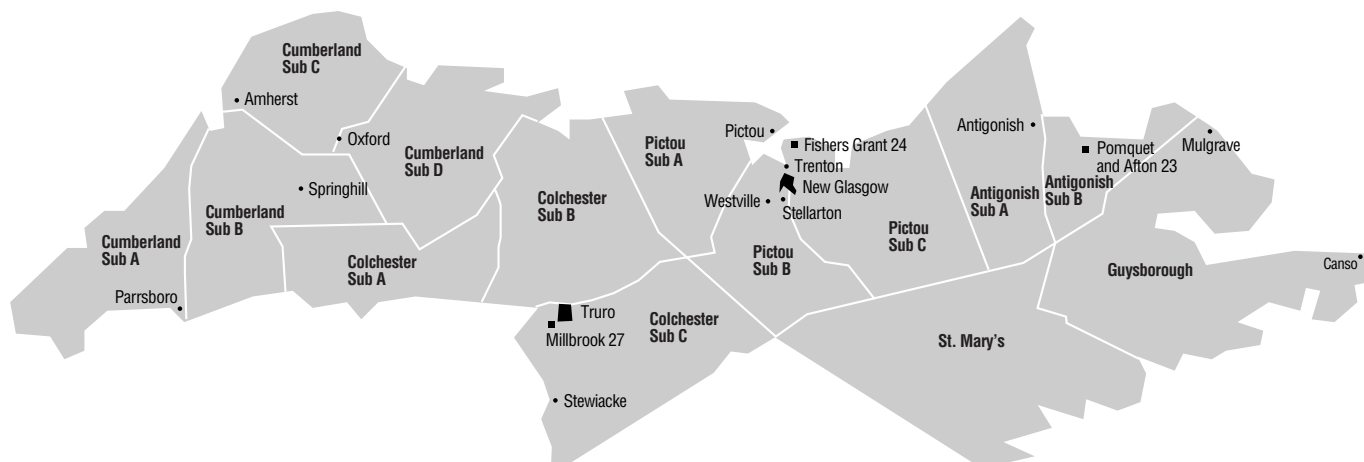 Cumberland
Sub C
Amherst
Oxford
Cumberland
Sub D
Springhill
Cumberland
Sub B
Cumberland
Sub A
Parrsboro
Colchester
Sub A
Colchester
Sub B
Pictou
Sub A
Pictou
Fishers Grant 24
Trenton
New Glasgow
Westville
Stellarton
Pictou
Sub B
Pictou
Sub C
Antigonish
Antigonish
Sub A
Antigonish
Sub B
Pomquet
and Afton 23
Mulgrave
Guysborough
Canso
Truro
Millbrook 27
Colchester
Sub C
Stewiacke
St. Mary's